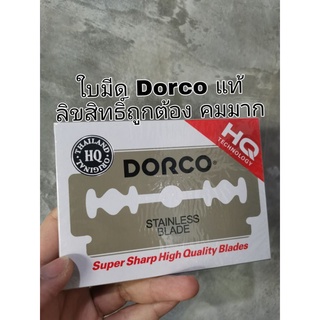 ใบมีด Dorco แท้
ลิขสิทธิ์ถูกต้อง คมมาก
THAILAND
HQ
ORIGINAL
HQ
TECHNOLOGY
DORCO®
STAINLESS
BLADE
Super Sharp High Quality Blades